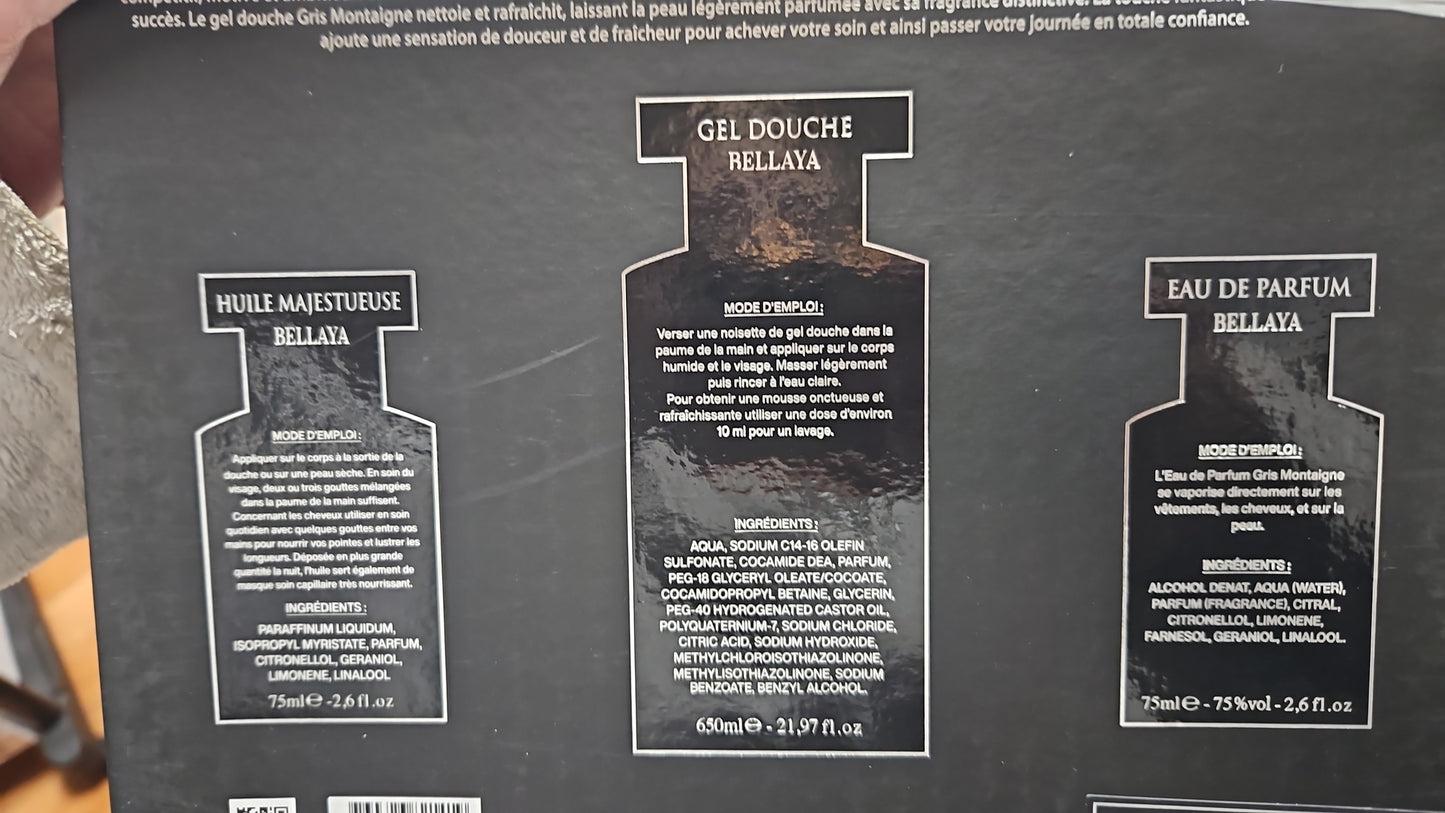 succès. Le gel douche Gris Montaigne nettoie et rafraîchit, laissant la peau légèrement parfumée avec sa fragrance distinctive. La touche
ajoute une sensation de douceur et de fraîcheur pour achever votre soin et ainsi passer votre journée en totale confiance.
HUILE MAJESTUEUSE
BELLAYA
MODE D'EMPLOI :
Appliquer sur le corps à la sortie de la
douche ou sur une peau sèche. En soin du
visage, deux ou trois gouttes mélangées
dans la paume de la main suffisent.
Concernant les cheveux utiliser en soin
quotidien avec quelques gouttes entre vos
mains pour nourrir vos pointes et lustrer les
longueurs. Déposée en plus grande
quantité la nuit, l'huile sert également de
masque soin capillaire très nourrissant.
INGRÉDIENTS :
PARAFFINUM LIQUIDUM,
ISOPROPYL MYRISTATE, PARFUM,
CITRONELLOL, GERANIOL,
LIMONENE, LINALOOL
75ml℮ -2,6 fl.oz
GEL DOUCHE
BELLAYA
MODE D'EMPLOI :
Verser une noisette de gel douche dans la
paume de la main et appliquer sur le corps
humide et le visage. Masser légèrement
puis rincer à l'eau claire.
Pour obtenir une mousse onctueuse et
rafraîchissante utiliser une dose d'environ
10 ml pour un lavage.
INGRÉDIENTS :
AQUA, SODIUM C14-16 OLEFIN
SULFONATE, COCAMIDE DEA, PARFUM,
PEG-18 GLYCERYL OLEATE/COCOATE,
COCAMIDOPROPYL BETAINE, GLYCERIN,
PEG-40 HYDROGENATED CASTOR OIL,
POLYQUATERNIUM-7, SODIUM CHLORIDE,
CITRIC ACID, SODIUM HYDROXIDE,
METHYLCHLOROISOTHIAZOLINONE,
METHYLISOTHIAZOLINONE, SODIUM
BENZOATE, BENZYL ALCOHOL.
650ml℮ - 21,97 fl.oz
EAU DE PARFUM
BELLAYA
MODE D'EMPLOI :
L'Eau de Parfum Gris Montaigne
se vaporise directement sur les
vêtements, les cheveux, et sur la
peau.
INGRÉDIENTS :
ALCOHOL DENAT, AQUA (WATER),
PARFUM (FRAGRANCE), CITRAL,
CITRONELLOL, LIMONENE,
FARNESOL, GERANIOL, LINALOOL.
75ml℮ - 75%vol - 2,6 fl.oz